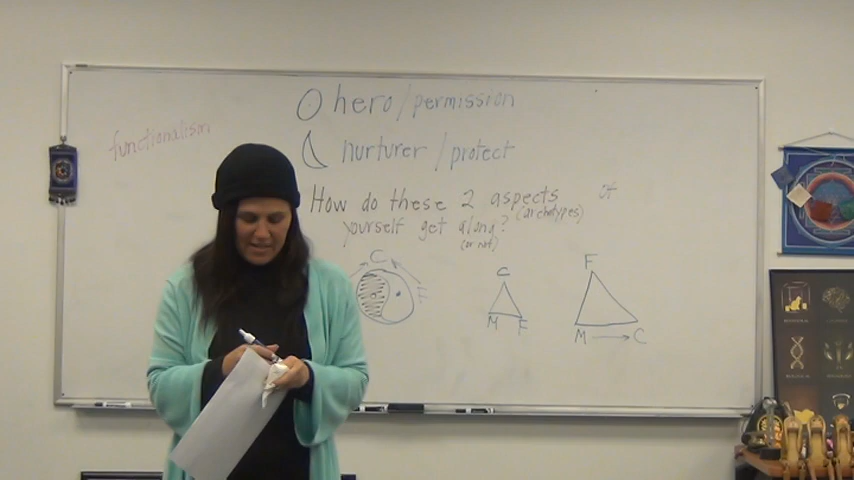 hero / permission
functionalism
nurturer / protect
How do these 2 aspects of
(archetypes)
yourself get along?
(or not)
C
C
M F
F
M → C